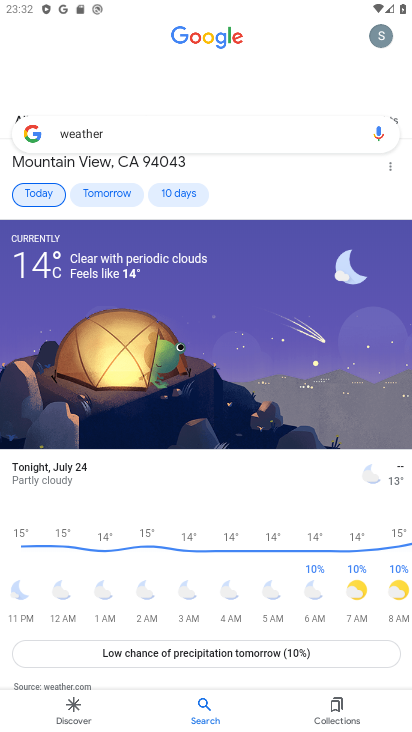 23:32
Google
S
weather
Mountain View, CA 94043
Today Tomorrow 10 days
CURRENTLY
14°C
Clear with periodic clouds
Feels like 14°
Tonight, July 24
Partly cloudy
--
13°
15° 15° 14° 15° 14° 14° 14° 14° 14° 15°
10% 10% 10%
11 PM 12 AM 1 AM 2 AM 3 AM 4 AM 5 AM 6 AM 7 AM 8 AM
Low chance of precipitation tomorrow (10%)
Source: weather.com
Discover Search Collections